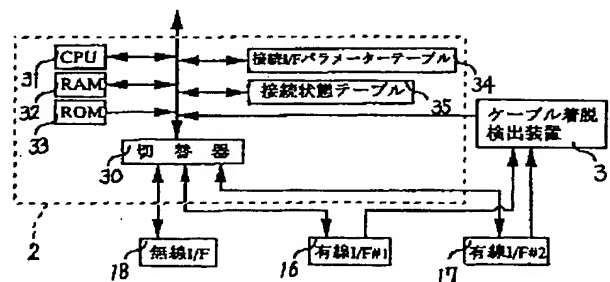 CPU
31
RAM
32
ROM
33
接続I/Fパラメーターテーブル
34
接続状態テーブル
35
ケーブル着脱
検出装置
3
切替器
30
2
無線I/F
18
有線I/F#1
16
有線I/F#2
17